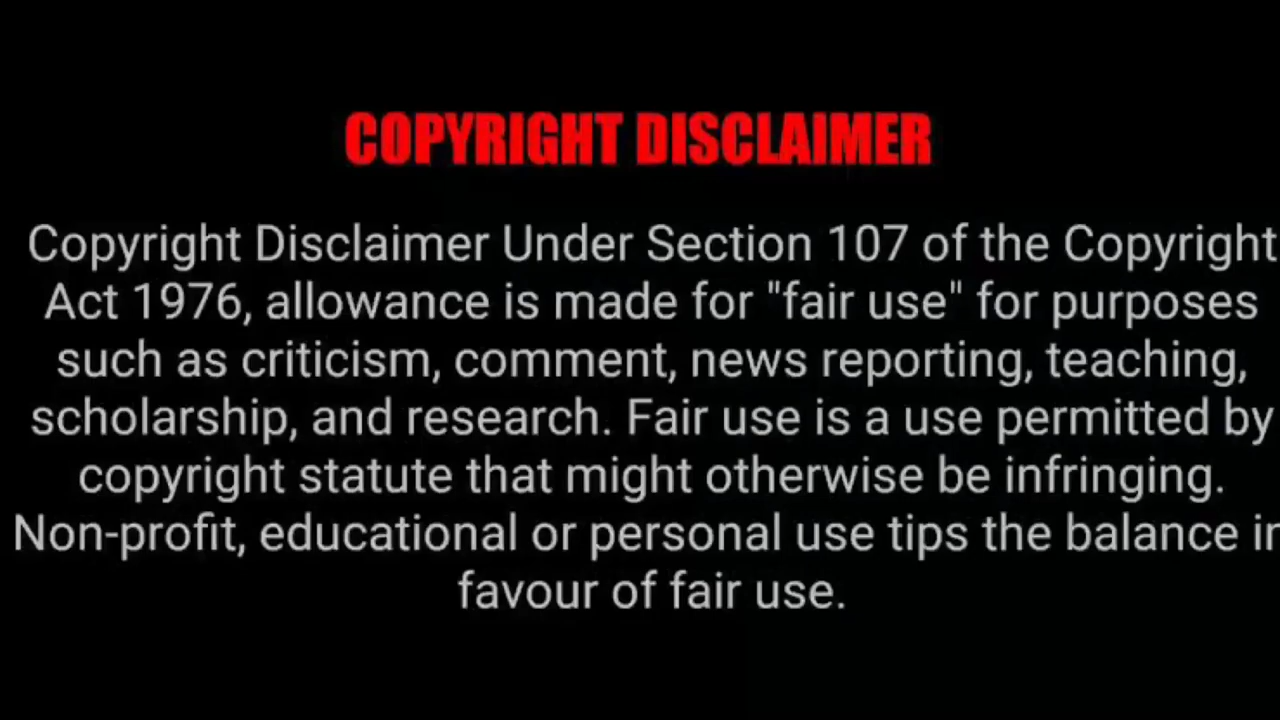 COPYRIGHT DISCLAIMER
Copyright Disclaimer Under Section 107 of the Copyright
Act 1976, allowance is made for "fair use" for purposes
such as criticism, comment, news reporting, teaching,
scholarship, and research. Fair use is a use permitted by
copyright statute that might otherwise be infringing.
Non-profit, educational or personal use tips the balance in
favour of fair use.